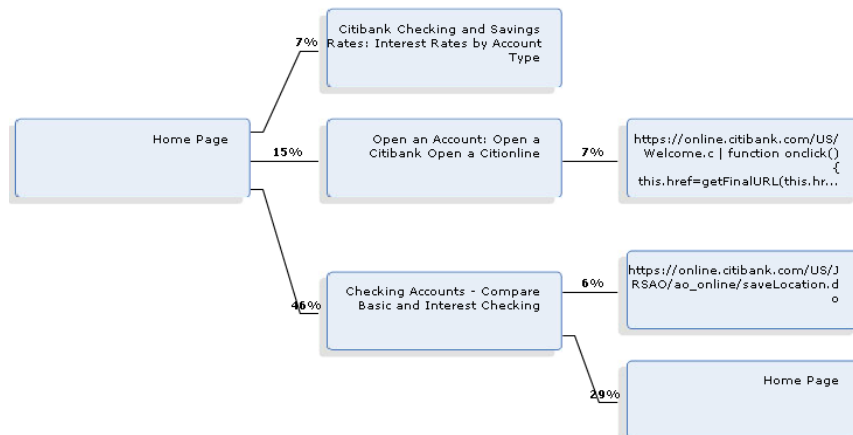 Citibank Checking and Savings
Rates: Interest Rates by Account
Type
7%
Home Page
15%
Open an Account: Open a
Citibank Open a Citionline
7%
https://online.citibank.com/US/
Welcome.c | function onclick()
{
this.href=getFinalURL(this.hr...
46%
Checking Accounts - Compare
Basic and Interest Checking
6%
https://online.citibank.com/US/J
RSAO/ao_online/saveLocation.d
o
29%
Home Page